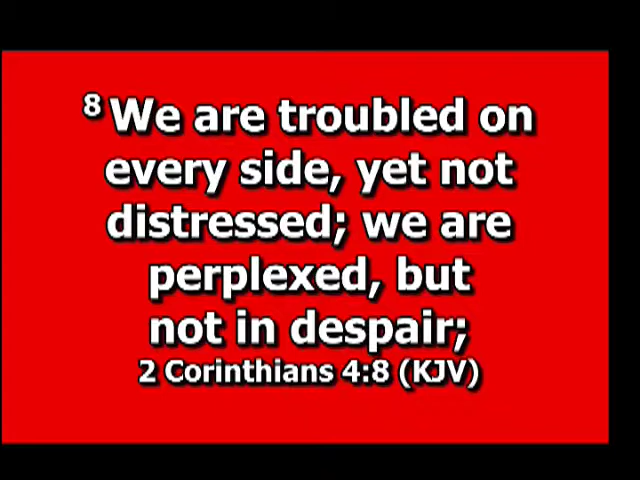 8 We are troubled on
every side, yet not
distressed; we are
perplexed, but
not in despair;
2 Corinthians 4:8 (KJV)